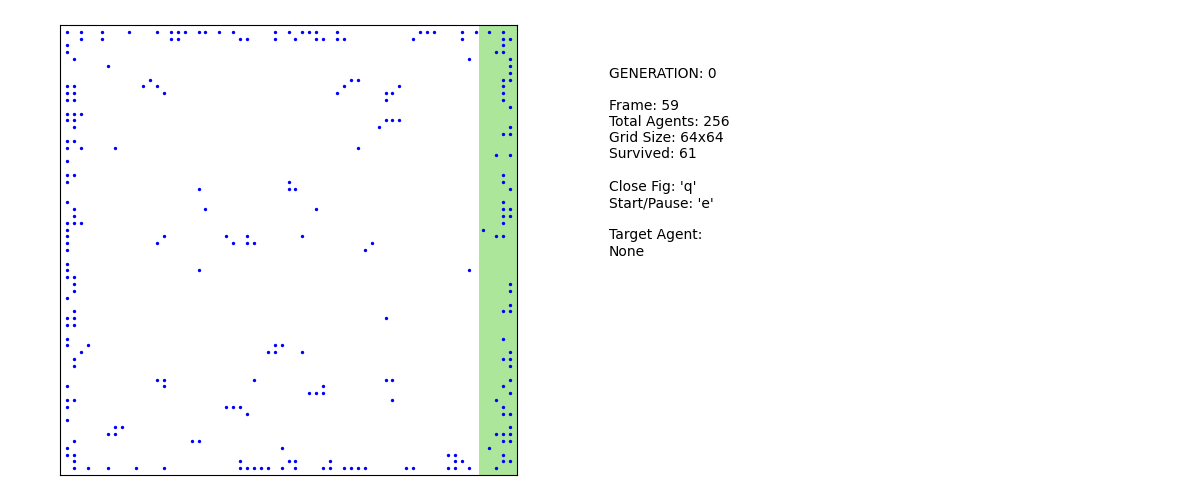 GENERATION: 0
Frame: 59
Total Agents: 256
Grid Size: 64x64
Survived: 61
Close Fig: 'q'
Start/Pause: 'e'
Target Agent:
None